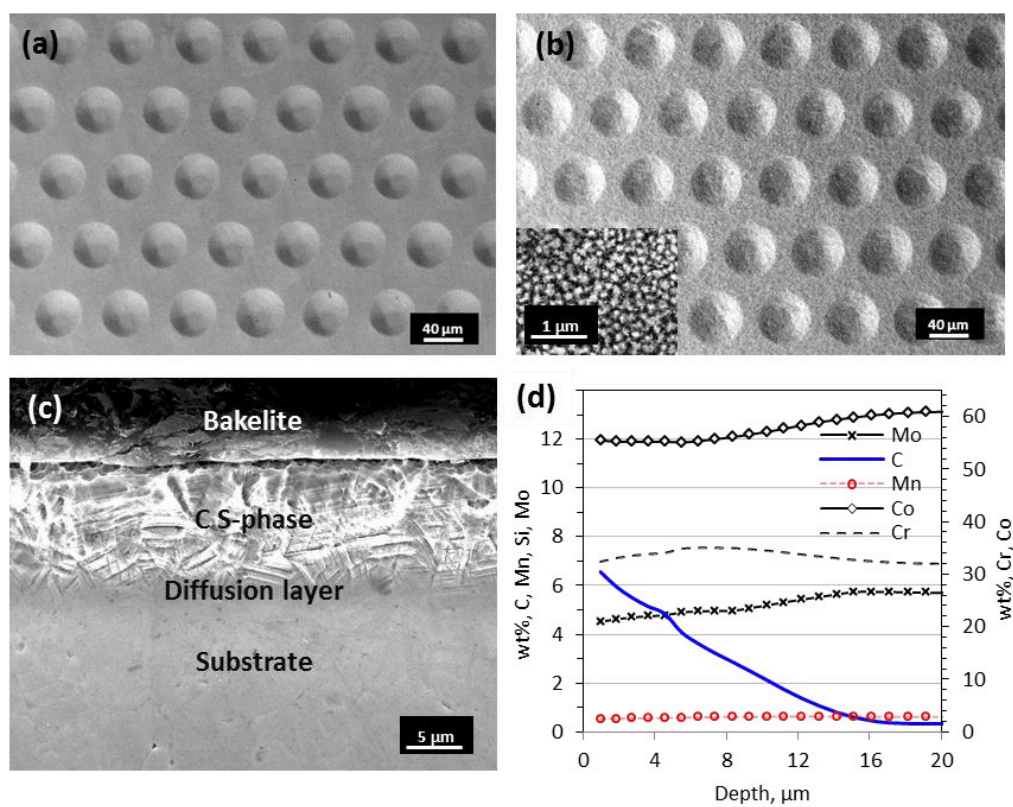 (a)
40 µm
(b)
1 µm
40 µm
(c)
Bakelite
C S-phase
Diffusion layer
Substrate
5 µm
(d)
wt%, C, Mn, Si, Mo
12
10
8
6
4
2
0
Mo
C
Mn
Co
Cr
60
50
40
30
20
10
0
wt%, Cr, Co
0 4 8 12 16 20
Depth, µm